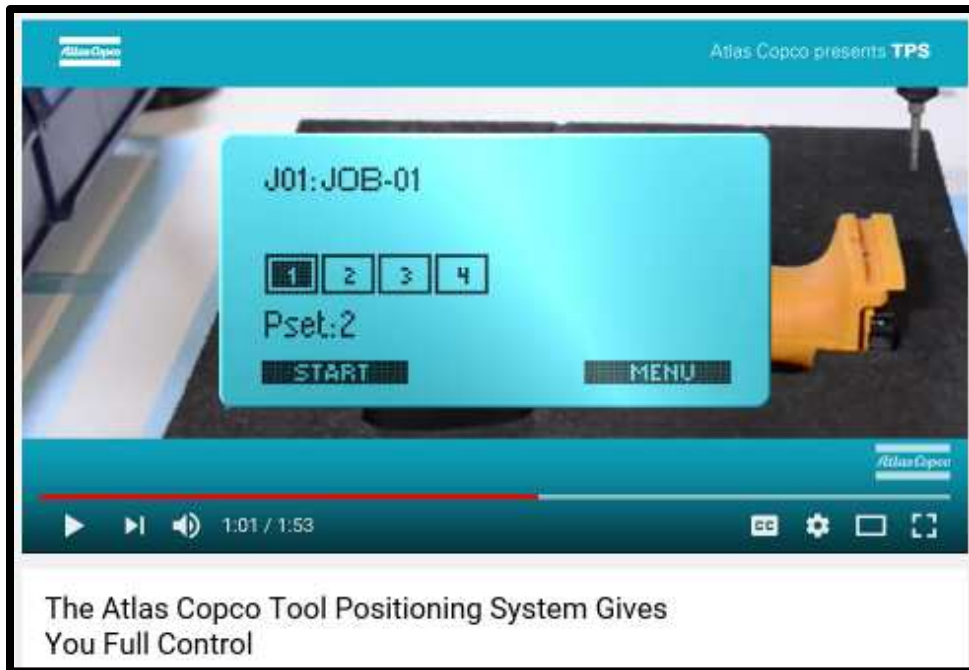 Atlas Copco
Atlas Copco presents TPS
J01:JOB-01
1 2 3 4
Pset:2
START MENU
Atlas Copco
1:01 / 1:53
CC
The Atlas Copco Tool Positioning System Gives
You Full Control